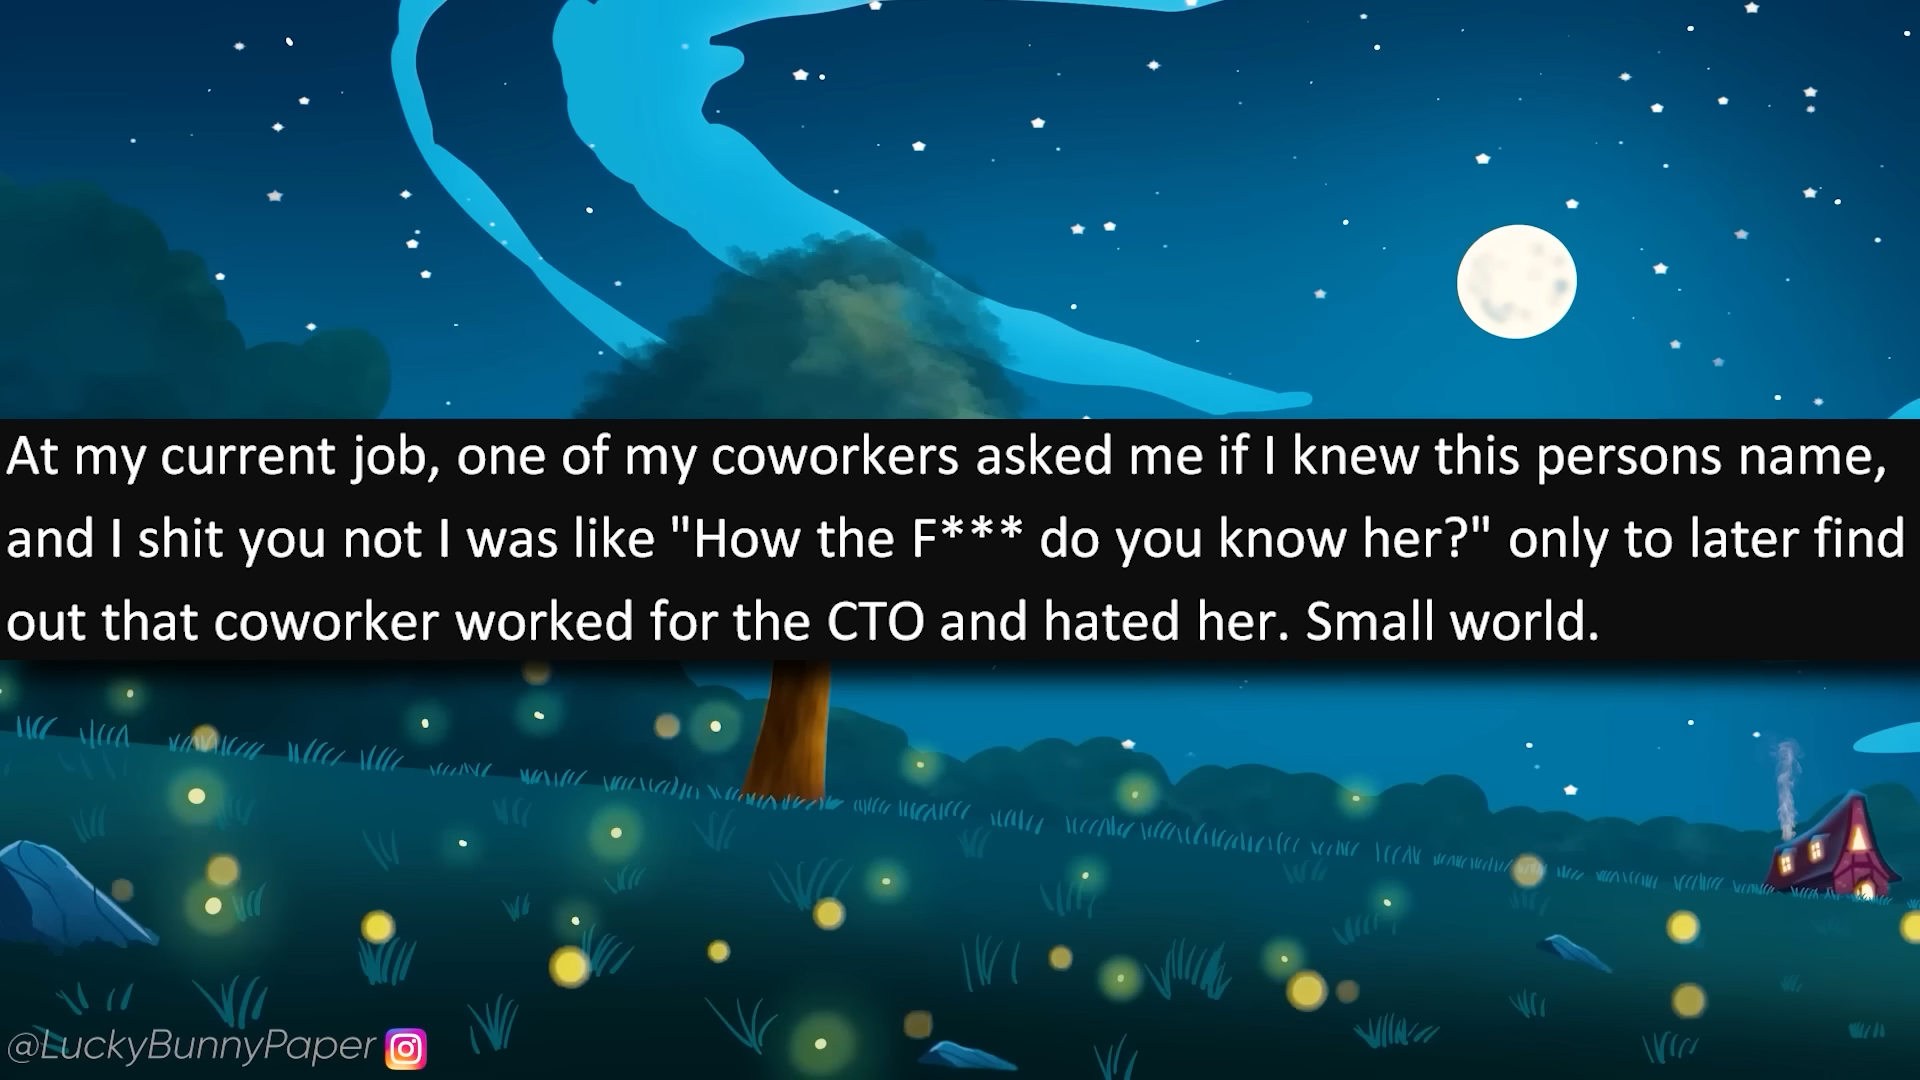 At my current job, one of my coworkers asked me if I knew this persons name,
and I shit you not I was like "How the F*** do you know her?" only to later find
out that coworker worked for the CTO and hated her. Small world.
@LuckyBunnyPaper